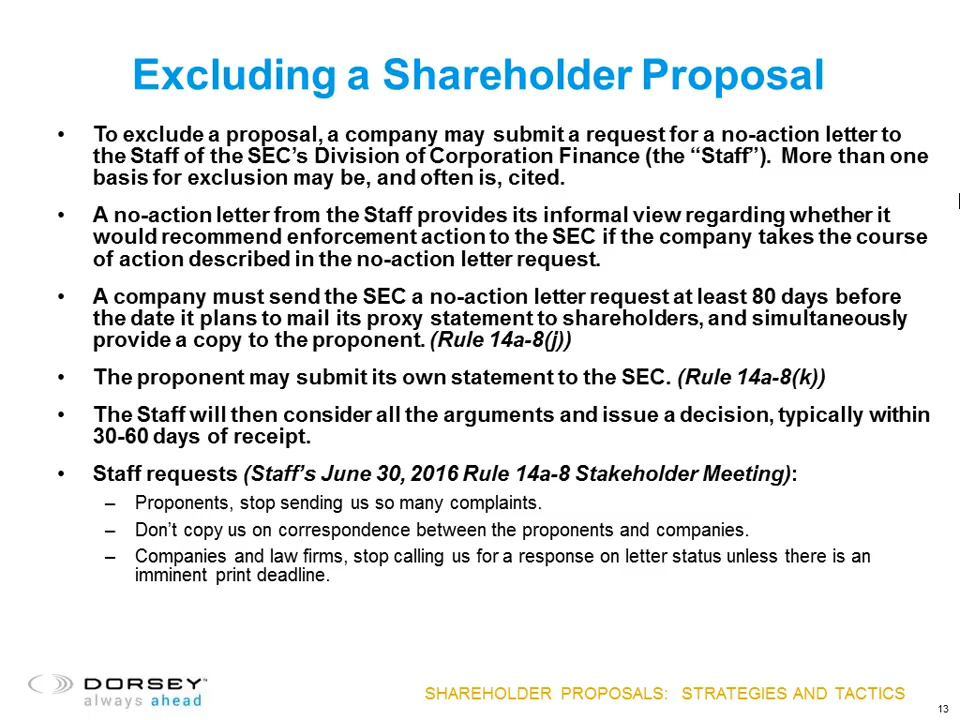 Excluding a Shareholder Proposal
• To exclude a proposal, a company may submit a request for a no-action letter to
the Staff of the SEC’s Division of Corporation Finance (the “Staff”). More than one
basis for exclusion may be, and often is, cited.
• A no-action letter from the Staff provides its informal view regarding whether it
would recommend enforcement action to the SEC if the company takes the course
of action described in the no-action letter request.
• A company must send the SEC a no-action letter request at least 80 days before
the date it plans to mail its proxy statement to shareholders, and simultaneously
provide a copy to the proponent. (Rule 14a-8(j))
• The proponent may submit its own statement to the SEC. (Rule 14a-8(k))
• The Staff will then consider all the arguments and issue a decision, typically within
30-60 days of receipt.
• Staff requests (Staff’s June 30, 2016 Rule 14a-8 Stakeholder Meeting):
– Proponents, stop sending us so many complaints.
– Don’t copy us on correspondence between the proponents and companies.
– Companies and law firms, stop calling us for a response on letter status unless there is an
imminent print deadline.
DORSEY™
always ahead
SHAREHOLDER PROPOSALS: STRATEGIES AND TACTICS
13